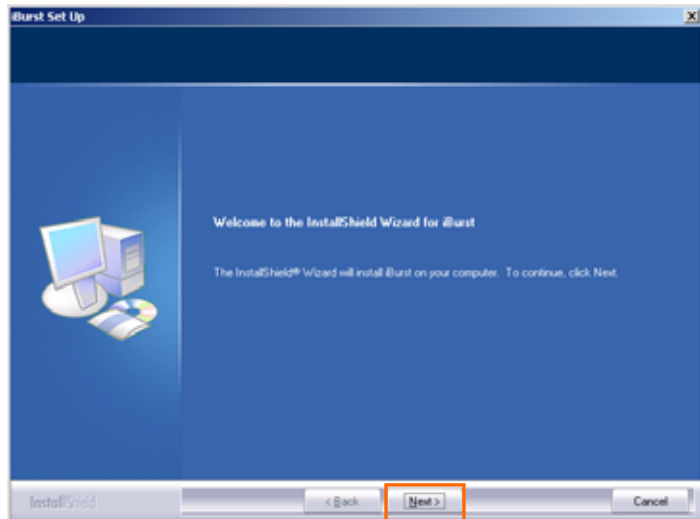 iBurst Set Up
Welcome to the InstallShield Wizard for iBurst
The InstallShield® Wizard will install iBurst on your computer. To continue, click Next.
InstallShield
< Back
Next >
Cancel